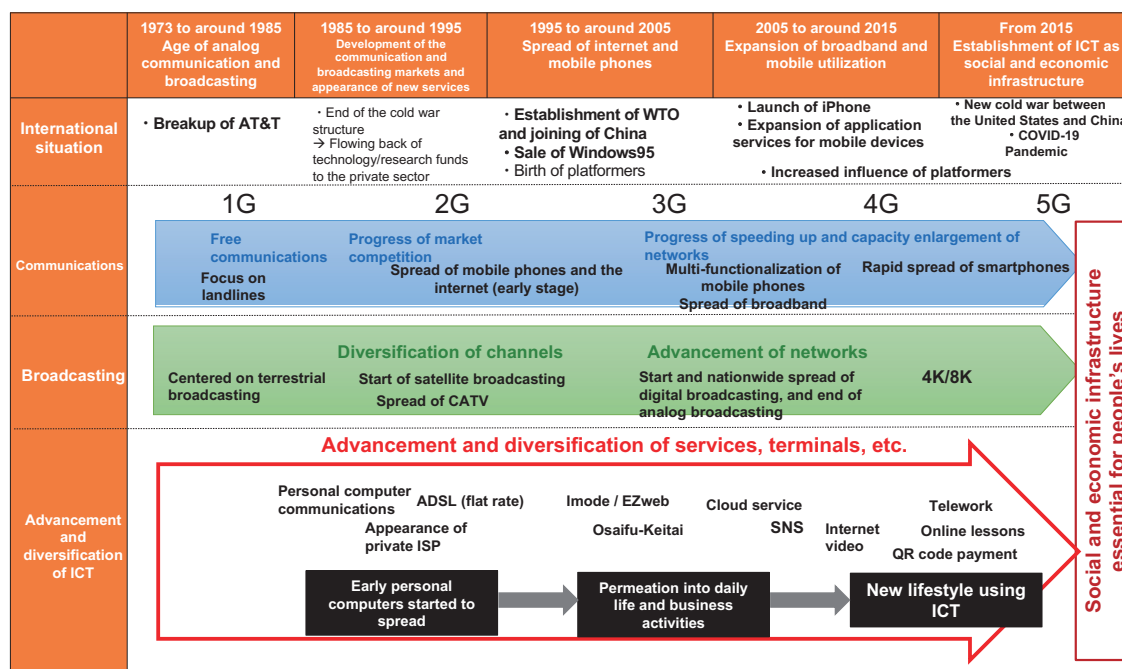 1973 to around 1985
Age of analog
communication and
broadcasting
1985 to around 1995
Development of the
communication and
broadcasting markets and
appearance of new services
1995 to around 2005
Spread of internet and
mobile phones
2005 to around 2015
Expansion of broadband and
mobile utilization
From 2015
Establishment of ICT as
social and economic
infrastructure
International
situation
・Breakup of AT&T
・End of the cold war
structure
→ Flowing back of
technology/research funds
to the private sector
・Establishment of WTO
and joining of China
・Sale of Windows95
・Birth of platformers
・Launch of iPhone
・Expansion of application
services for mobile devices
・Increased influence of platformers
・New cold war between
the United States and China
・COVID-19
Pandemic
1G
2G
3G
4G
5G
Communications
Free
communications
Focus on
landlines
Progress of market
competition
Spread of mobile phones and the
internet (early stage)
Progress of speeding up and capacity enlargement of
networks
Multi-functionalization of
mobile phones
Spread of broadband
Rapid spread of smartphones
Broadcasting
Centered on terrestrial
broadcasting
Diversification of channels
Start of satellite broadcasting
Spread of CATV
Advancement of networks
Start and nationwide spread of
digital broadcasting, and end of
analog broadcasting
4K/8K
Advancement
and
diversification
of ICT
Advancement and diversification of services, terminals, etc.
Personal computer
communications
ADSL (flat rate)
Appearance of
private ISP
Imode / EZweb
Osaifu-Keitai
Cloud service
SNS
Internet
video
Telework
Online lessons
QR code payment
Early personal
computers started to
spread
Permeation into daily
life and business
activities
New lifestyle using
ICT
Social and economic infrastructure
essential for people's lives